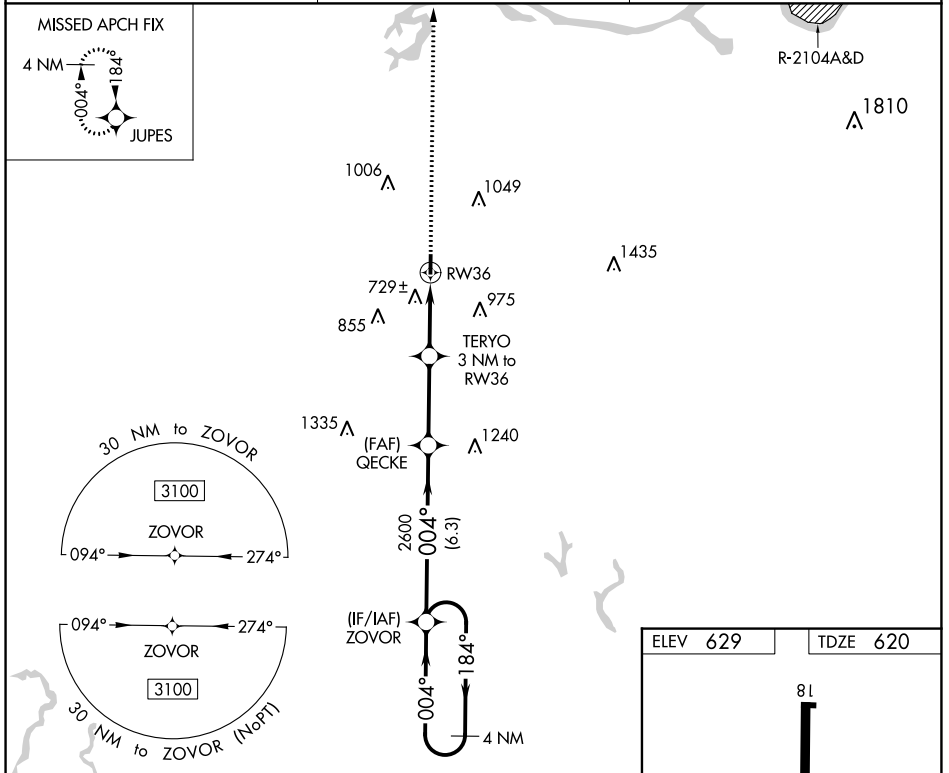 MISSED APCH FIX
4 NM
004°
184°
JUPES
R-2104A&D
1810
1006
1049
1435
RW36
729±
975
855
TERYO
3 NM to
RW36
1335
(FAF)
QECKE
1240
30 NM to ZOVOR
3100
ZOVOR
094°
274°
2600
004°
(6.3)
094°
274°
ZOVOR
3100
30 NM to ZOVOR (NoPT)
(IF/IAF)
ZOVOR
004°
184°
4 NM
ELEV 629
TDZE 620
18